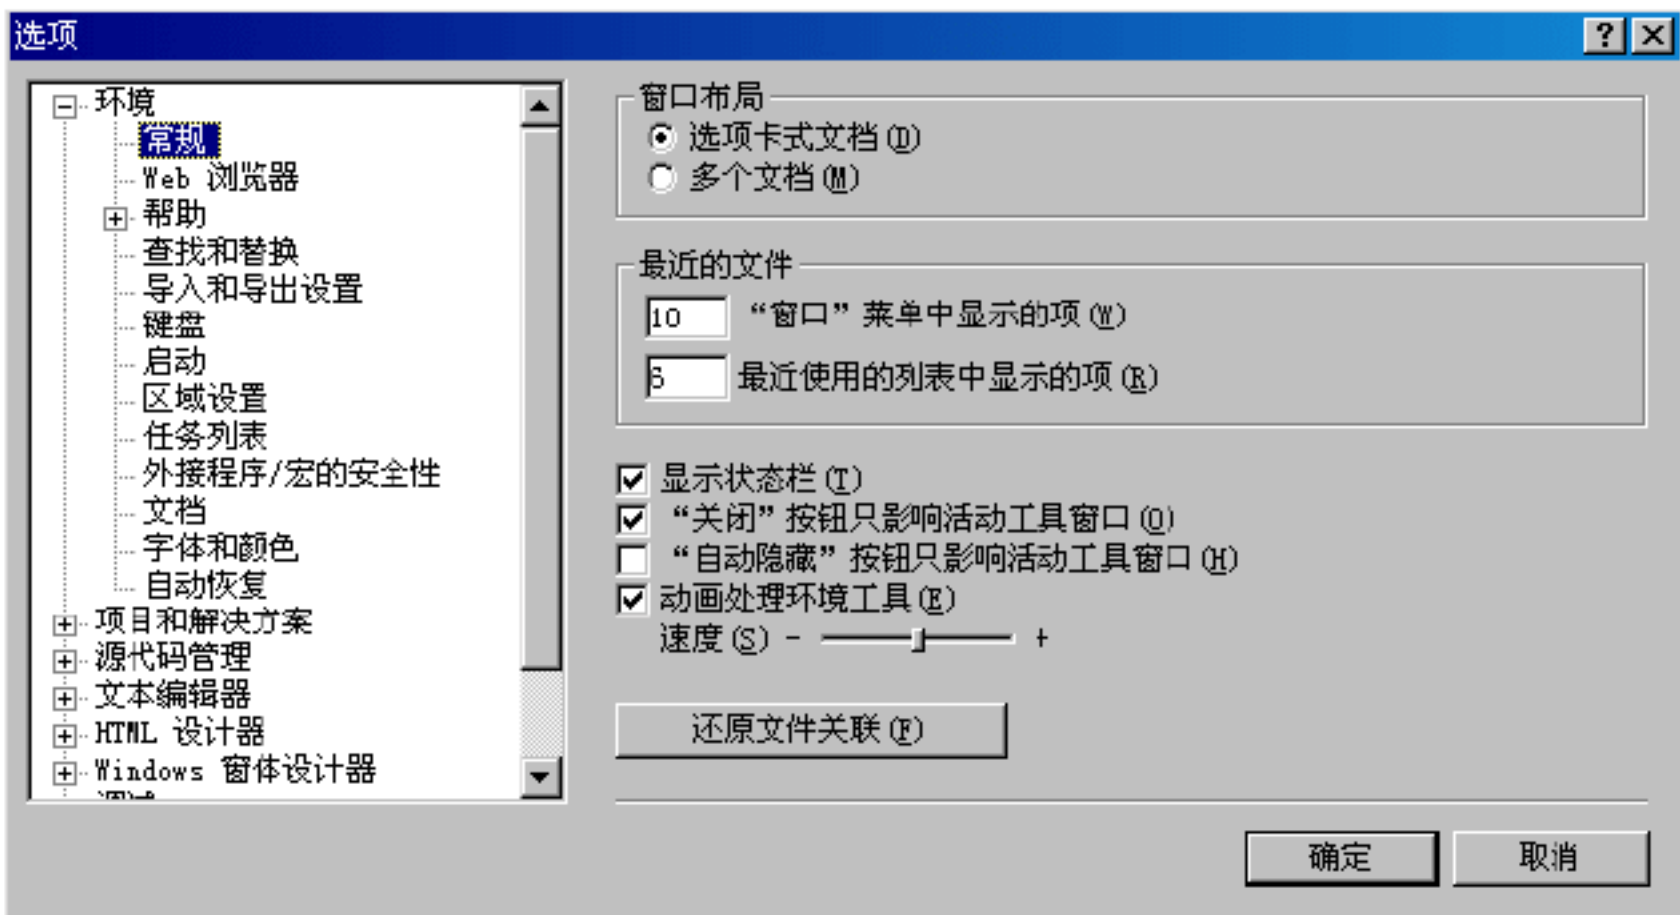 选项
环境
常规
Web 浏览器
帮助
查找和替换
导入和导出设置
键盘
启动
区域设置
任务列表
外接程序/宏的安全性
文档
字体和颜色
自动恢复
项目和解决方案
源代码管理
文本编辑器
HTML 设计器
Windows 窗体设计器
窗口布局
选项卡式文档(D)
多个文档(M)
最近的文件
10 “窗口”菜单中显示的项(W)
6 最近使用的列表中显示的项(R)
显示状态栏(T)
“关闭”按钮只影响活动工具窗口(O)
“自动隐藏”按钮只影响活动工具窗口(H)
动画处理环境工具(E)
速度(S) - +
还原文件关联(F)
确定 取消